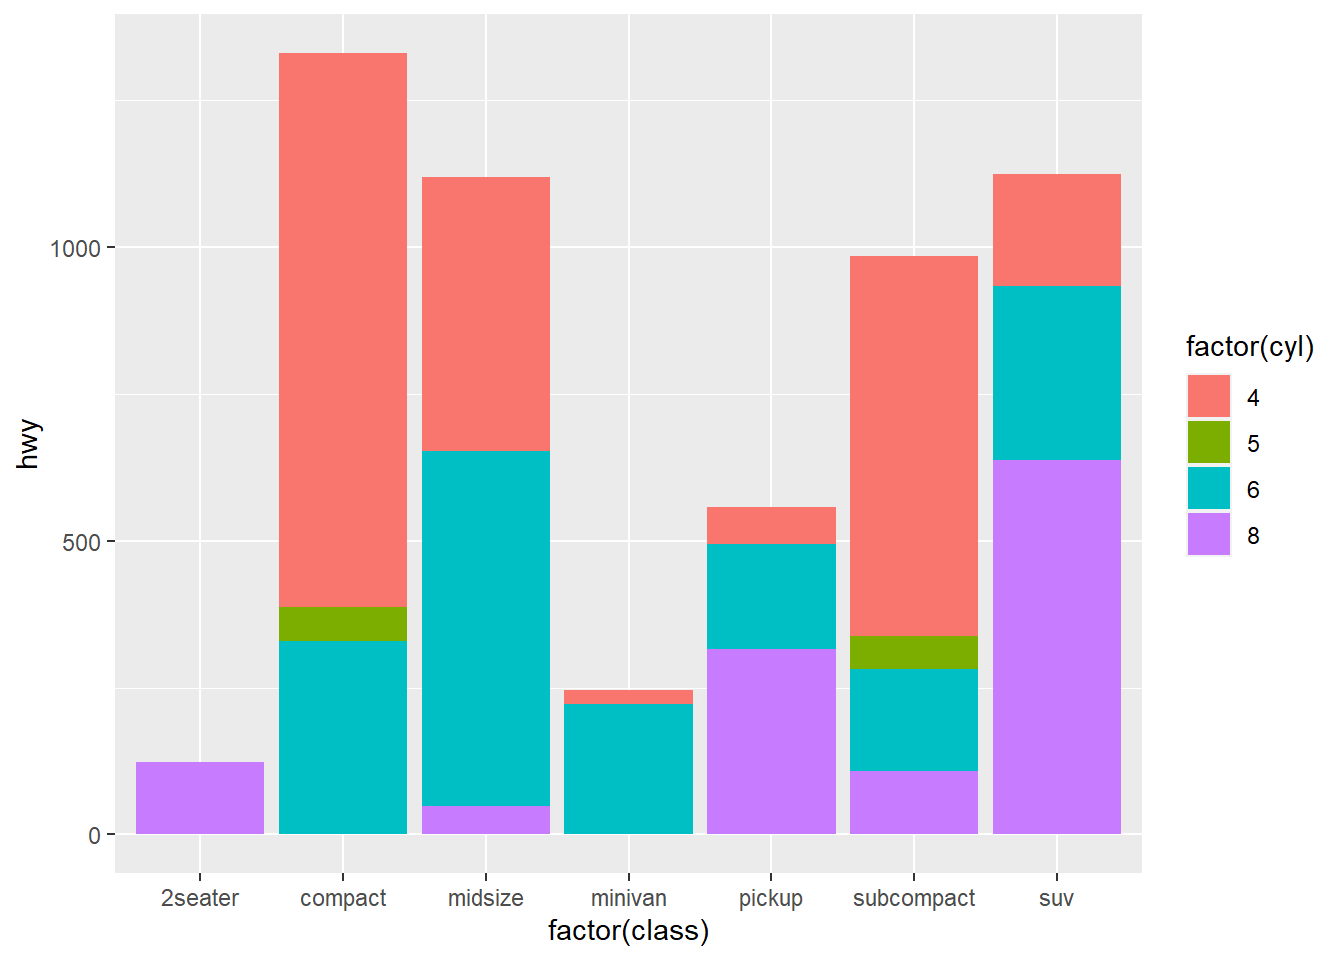 hwy
1000
500
0
2seater compact midsize minivan pickup subcompact suv
factor(class)
factor(cyl)
4
5
6
8